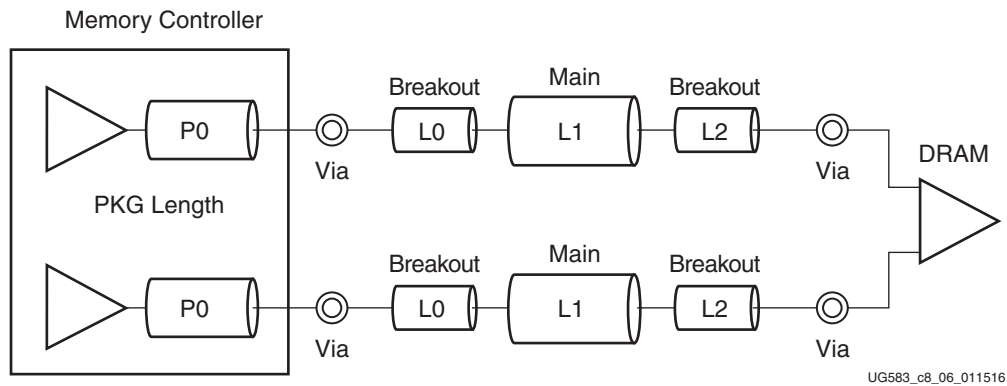 Memory Controller
P0
Via
Breakout
L0
Main
L1
Breakout
L2
Via
DRAM
PKG Length
P0
Via
Breakout
L0
Main
L1
Breakout
L2
Via
UG583_c8_06_011516